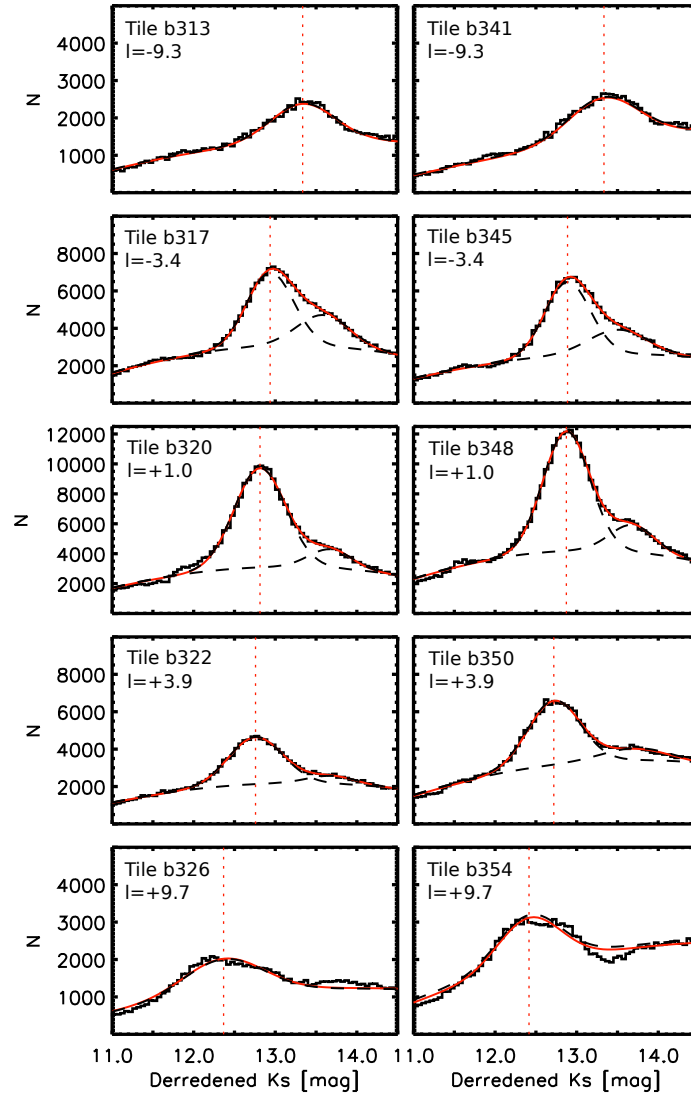 Tile b313
l=-9.3
Tile b341
l=-9.3
N
5000
4000
3000
2000
1000
Tile b317
l=-3.4
Tile b345
l=-3.4
N
8000
6000
4000
2000
Tile b320
l=+1.0
Tile b348
l=+1.0
N
12000
10000
8000
6000
4000
2000
Tile b322
l=+3.9
Tile b350
l=+3.9
N
8000
6000
4000
2000
Tile b326
l=+9.7
Tile b354
l=+9.7
N
4000
3000
2000
1000
11.0 12.0 13.0 14.0 11.0 12.0 13.0 14.0
Derredened Ks [mag] Derredened Ks [mag]